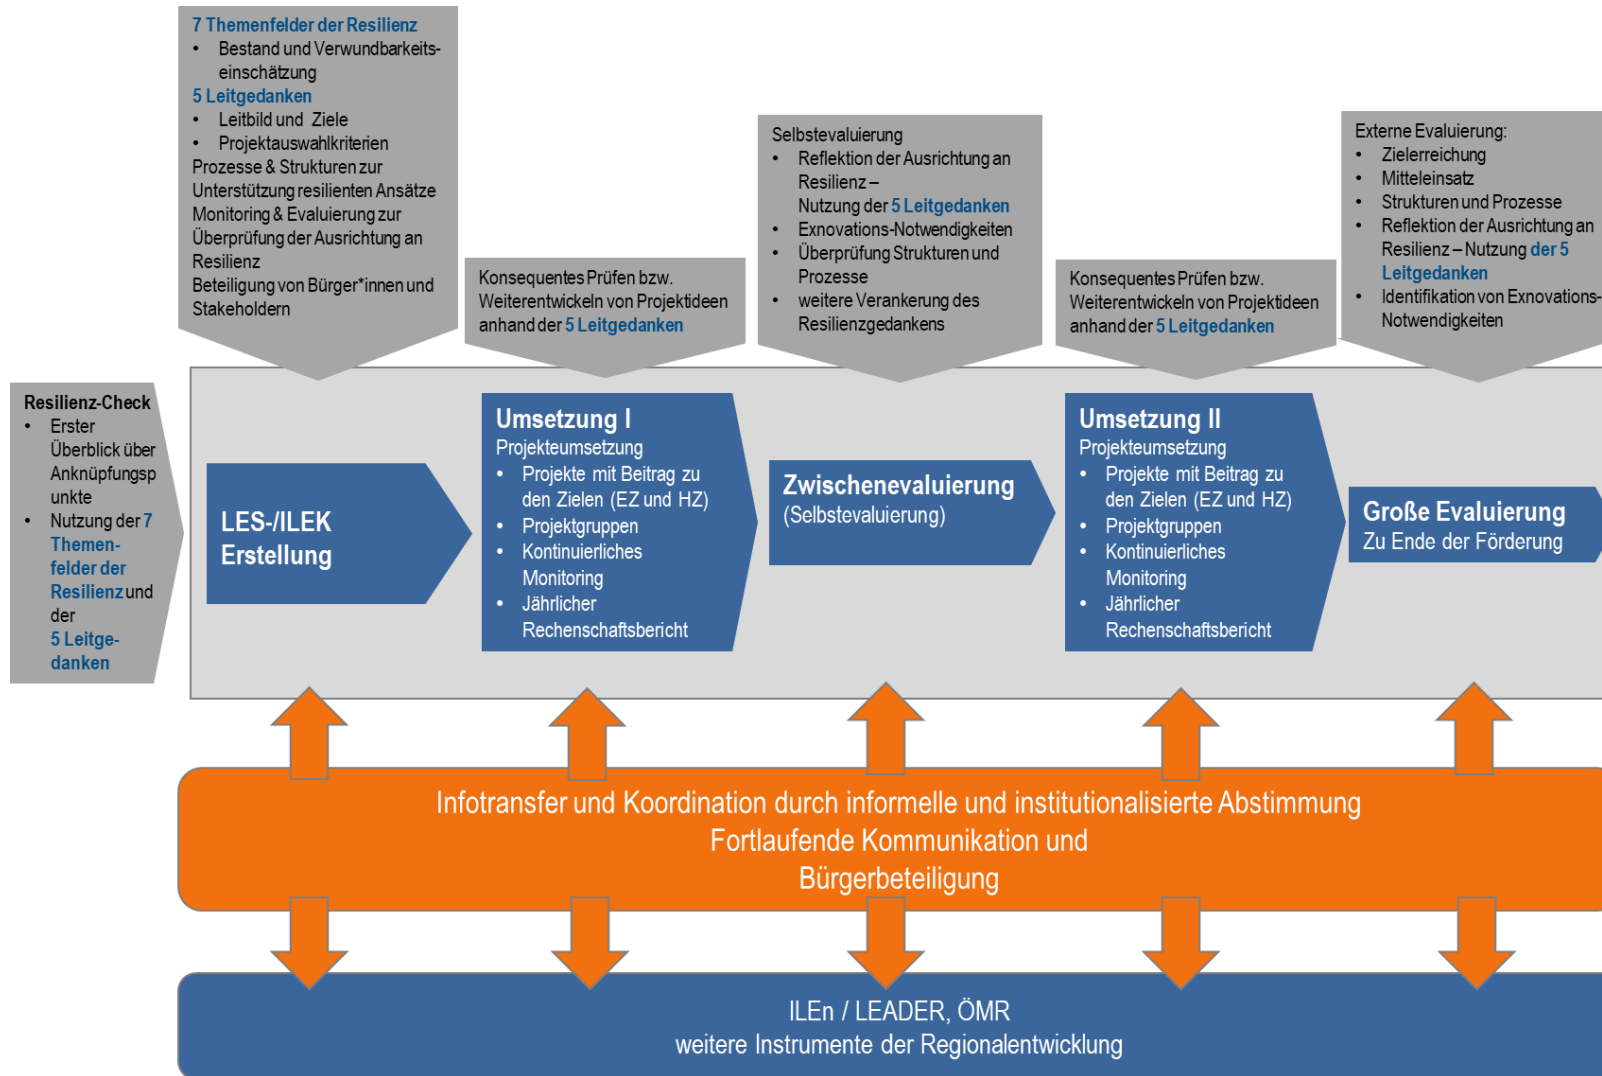 7 Themenfelder der Resilienz
• Bestand und Verwundbarkeits-
einschätzung
5 Leitgedanken
• Leitbild und Ziele
• Projektauswahlkriterien
Prozesse & Strukturen zur
Unterstützung resilienten Ansätze
Monitoring & Evaluierung zur
Überprüfung der Ausrichtung an
Resilienz
Beteiligung von Bürger*innen und
Stakeholdern
Konsequentes Prüfen bzw.
Weiterentwickeln von Projektideen
anhand der 5 Leitgedanken
Selbstevaluierung
• Reflektion der Ausrichtung an
Resilienz –
Nutzung der 5 Leitgedanken
• Exnovations-Notwendigkeiten
• Überprüfung Strukturen und
Prozesse
• weitere Verankerung des
Resilienzgedankens
Konsequentes Prüfen bzw.
Weiterentwickeln von Projektideen
anhand der 5 Leitgedanken
Externe Evaluierung:
• Zielerreichung
• Mitteleinsatz
• Strukturen und Prozesse
• Reflektion der Ausrichtung an
Resilienz – Nutzung der 5
Leitgedanken
• Identifikation von Exnovations-
Notwendigkeiten
Resilienz-Check
• Erster
Überblick über
Anknüpfungsp
unkte
• Nutzung der 7
Themen-
felder der
Resilienz und
der
5 Leitge-
danken
LES-/ILEK
Erstellung
Umsetzung I
Projekteumsetzung
• Projekte mit Beitrag zu
den Zielen (EZ und HZ)
• Projektgruppen
• Kontinuierliches
Monitoring
• Jährlicher
Rechenschaftsbericht
Zwischenevaluierung
(Selbstevaluierung)
Umsetzung II
Projekteumsetzung
• Projekte mit Beitrag zu
den Zielen (EZ und HZ)
• Projektgruppen
• Kontinuierliches
Monitoring
• Jährlicher
Rechenschaftsbericht
Große Evaluierung
Zu Ende der Förderung
Infotransfer und Koordination durch informelle und institutionalisierte Abstimmung
Fortlaufende Kommunikation und
Bürgerbeteiligung
ILEn / LEADER, ÖMR
weitere Instrumente der Regionalentwicklung